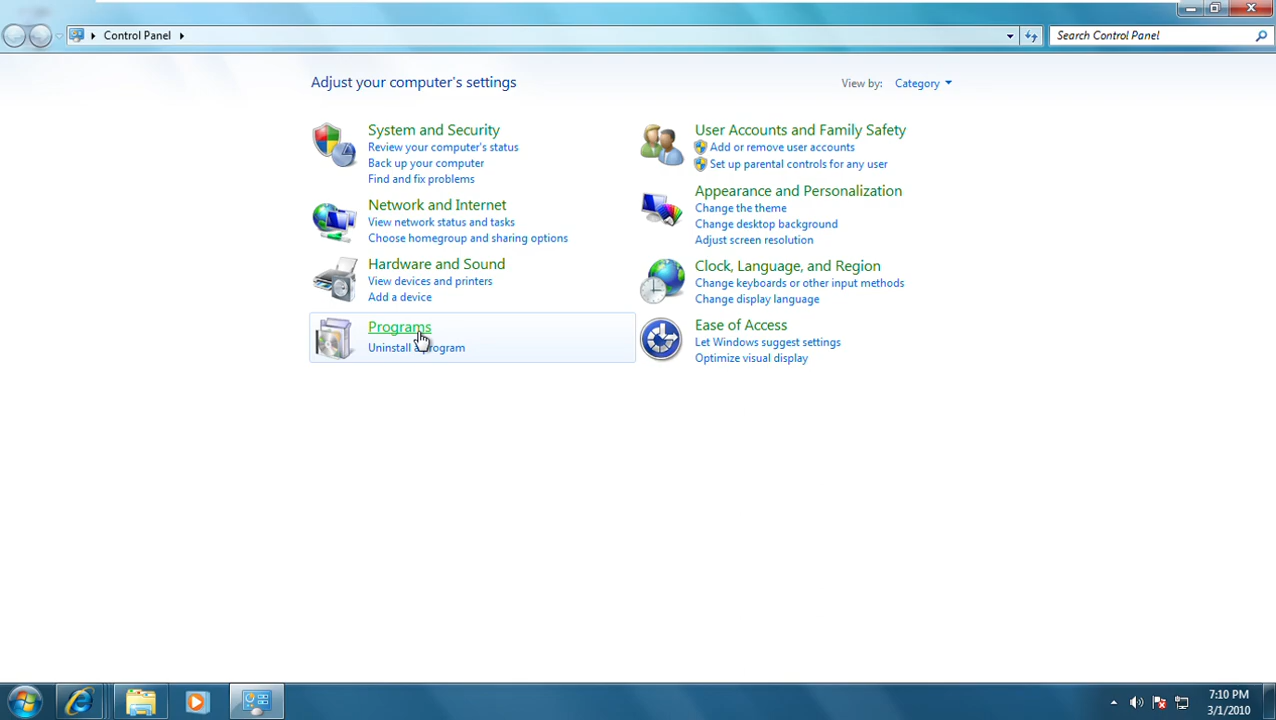 Control Panel
Search Control Panel
Adjust your computer's settings
View by: Category
System and Security
Review your computer's status
Back up your computer
Find and fix problems
Network and Internet
View network status and tasks
Choose homegroup and sharing options
Hardware and Sound
View devices and printers
Add a device
Programs
Uninstall a program
User Accounts and Family Safety
Add or remove user accounts
Set up parental controls for any user
Appearance and Personalization
Change the theme
Change desktop background
Adjust screen resolution
Clock, Language, and Region
Change keyboards or other input methods
Change display language
Ease of Access
Let Windows suggest settings
Optimize visual display
7:10 PM
3/1/2010